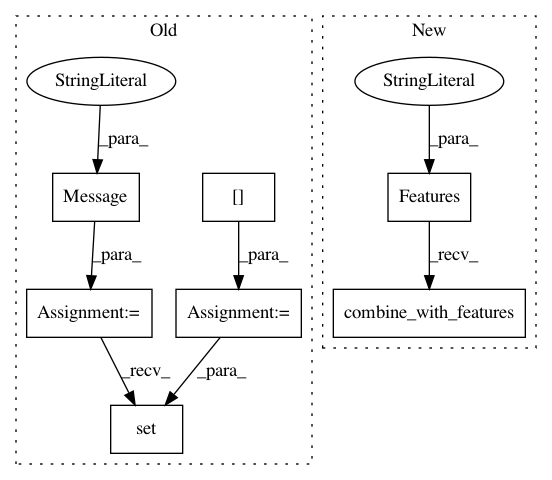 Old
New
StringLiteral
StringLiteral
_para_
_para_
Message
[]
Features
_para_
_para_
_recv_
Assignment:=
Assignment:=
combine_with_features
_recv_
_para_
set